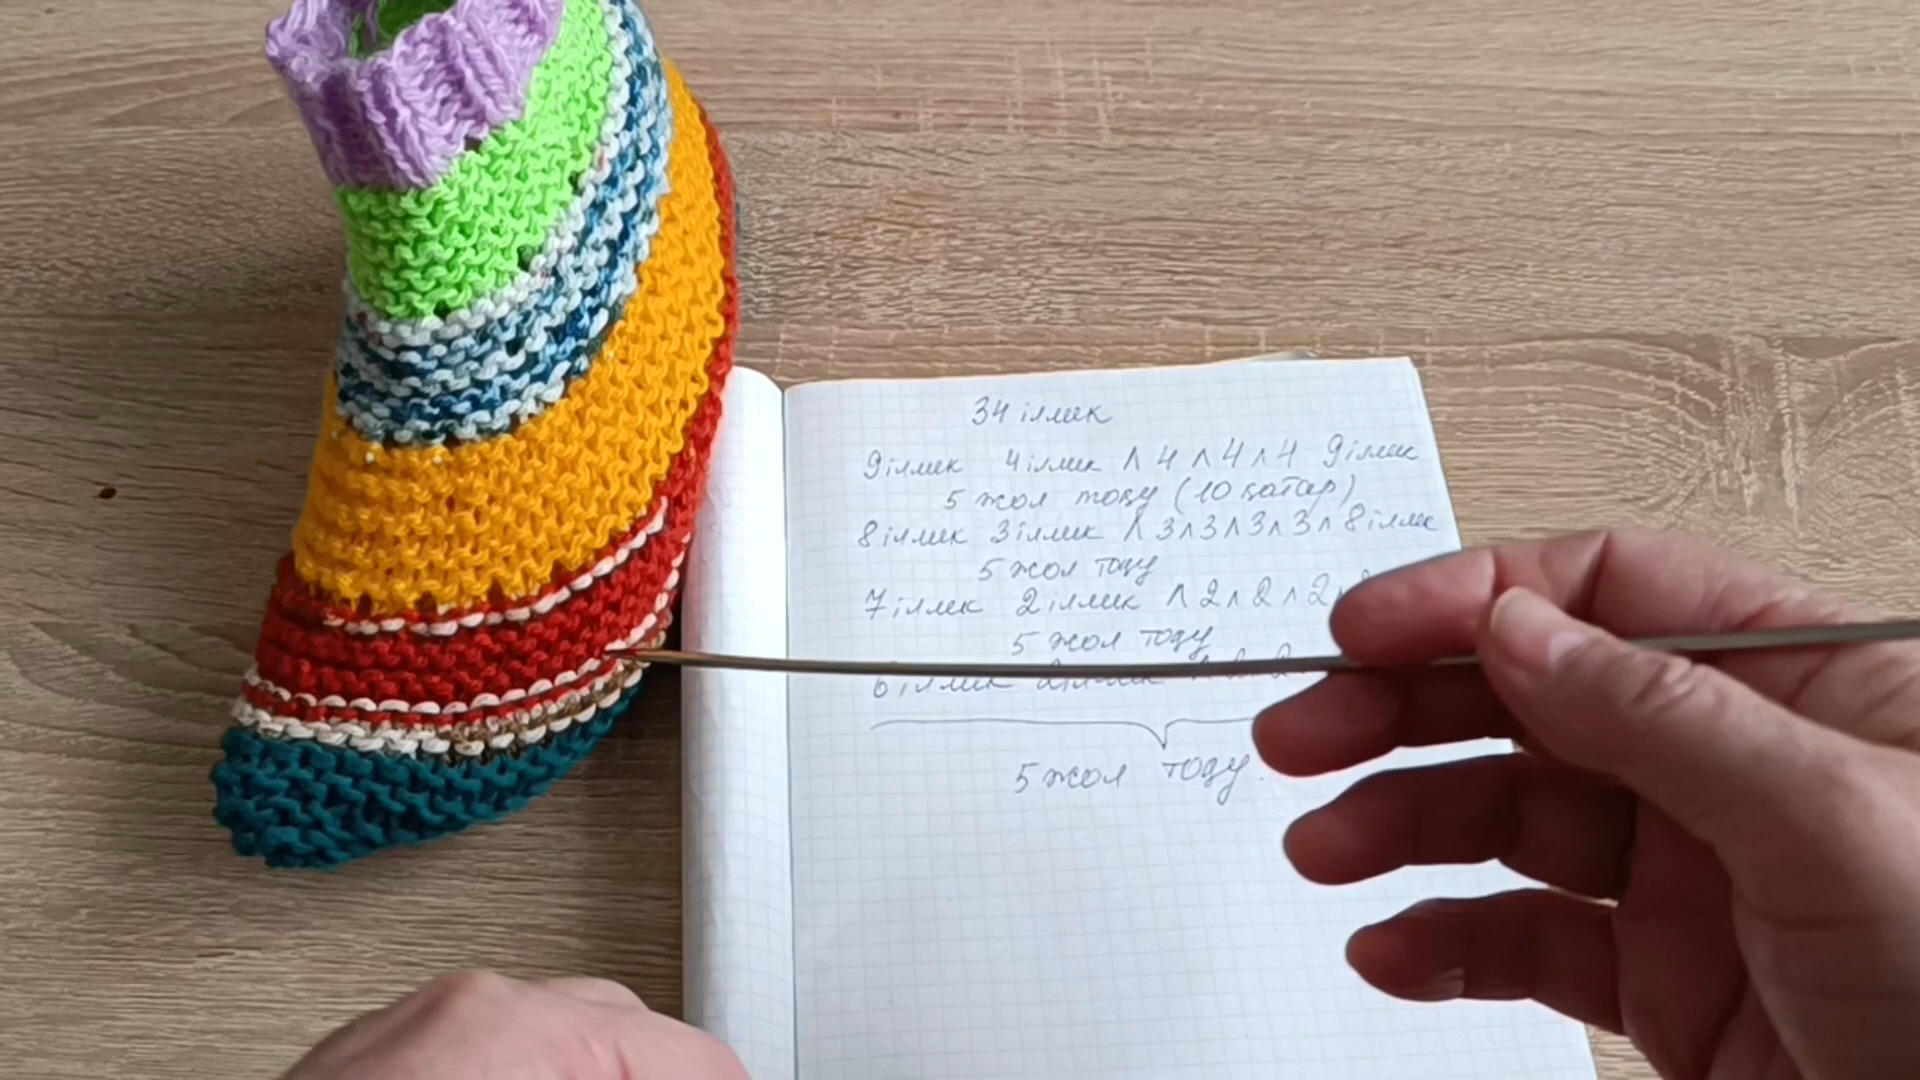 34 ілмек
9 ілмек 4 ілмек ∧ 4 ∧ 4 ∧ 4 9 ілмек
5 жол тоқу (10 қатар)
8 ілмек 3 ілмек ∧ 3 ∧ 3 ∧ 3 ∧ 3 ∧ 8 ілмек
5 жол тоқу
7 ілмек 2 ілмек ∧ 2 ∧ 2 ∧ 2
5 жол тоқу
6 ілмек
5 жол тоқу.